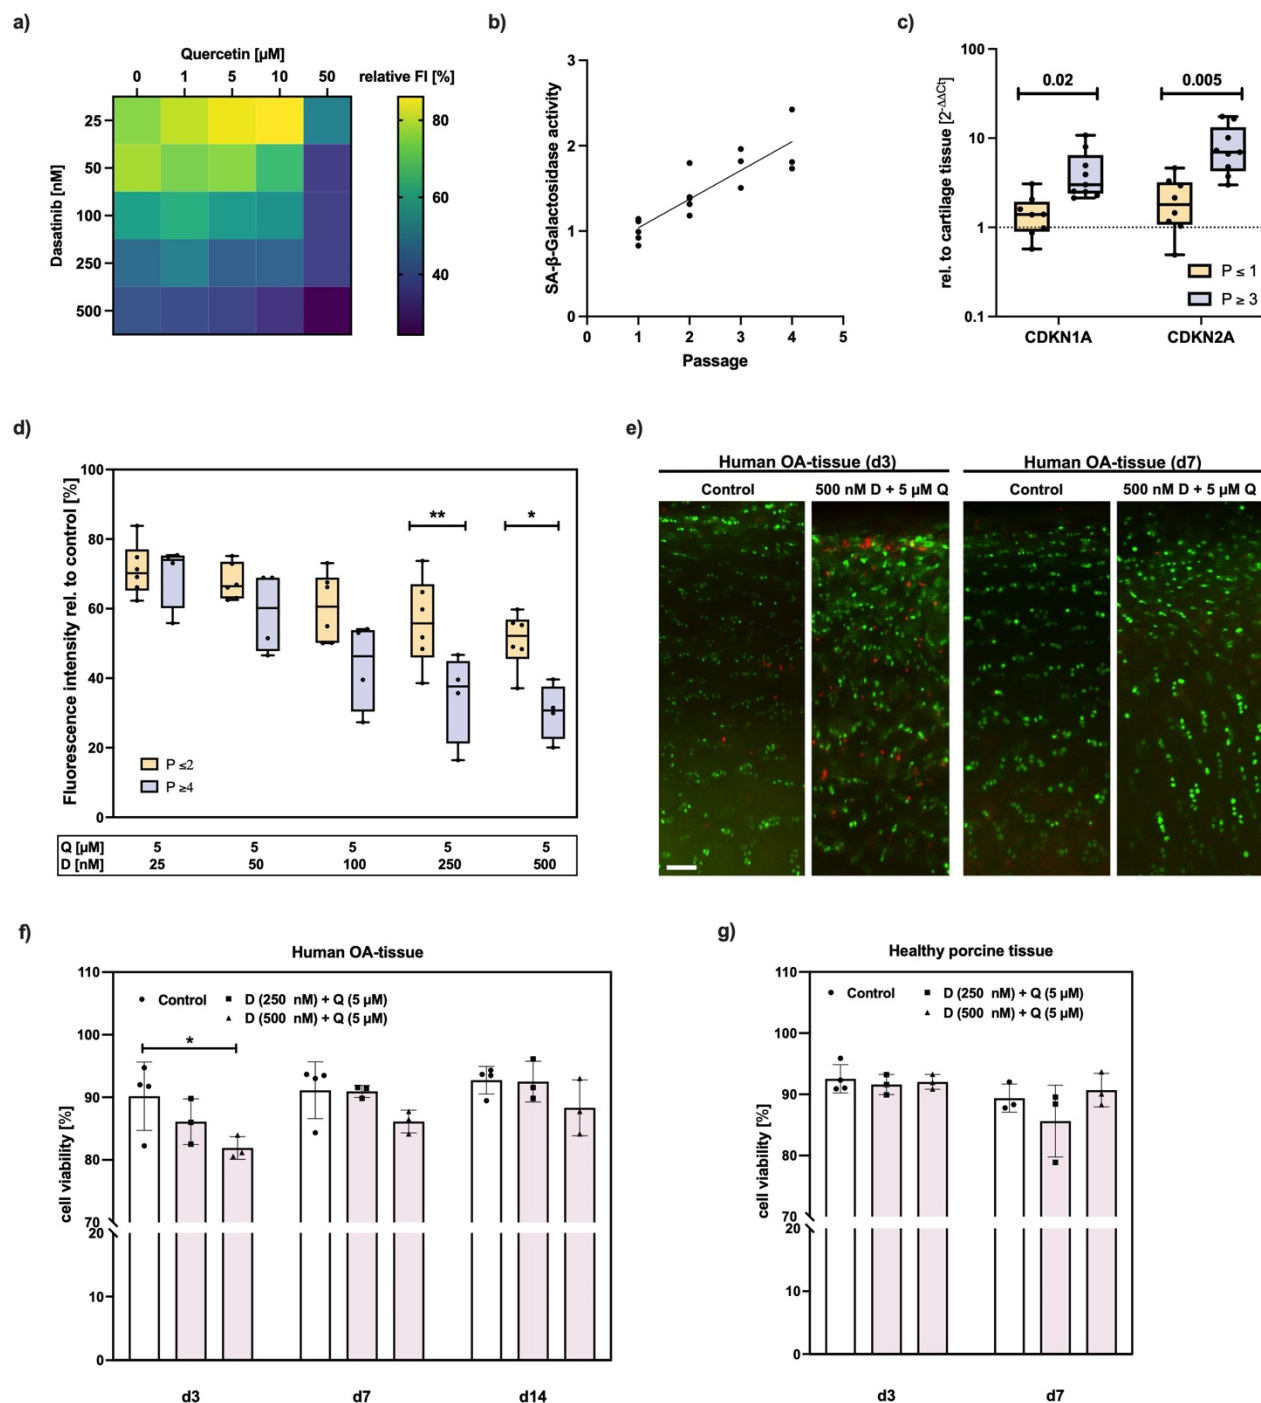 a)
Quercetin [µM]
0 1 5 10 50
relative FI [%]
Dasatinib [nM]
25
50
100
250
500
80
60
40
b)
SA-β-Galactosidase activity
3
2
1
0
0 1 2 3 4 5
Passage
c)
rel. to cartilage tissue [2^-ΔΔCt]
100
10
1
0.1
0.02
0.005
P ≤ 1
P ≥ 3
CDKN1A CDKN2A
d)
Fluorescence intensity rel. to control [%]
100
80
60
40
20
0
**
*
P ≤2
P ≥4
Q [µM] 5 5 5 5 5
D [nM] 25 50 100 250 500
e)
Human OA-tissue (d3)
Control 500 nM D + 5 µM Q
Human OA-tissue (d7)
Control 500 nM D + 5 µM Q
f)
Human OA-tissue
cell viability [%]
110
100
90
80
70
20
10
0
Control
D (250 nM) + Q (5 µM)
D (500 nM) + Q (5 µM)
*
d3 d7 d14
g)
Healthy porcine tissue
cell viability [%]
110
100
90
80
70
20
10
0
Control
D (250 nM) + Q (5 µM)
D (500 nM) + Q (5 µM)
d3 d7